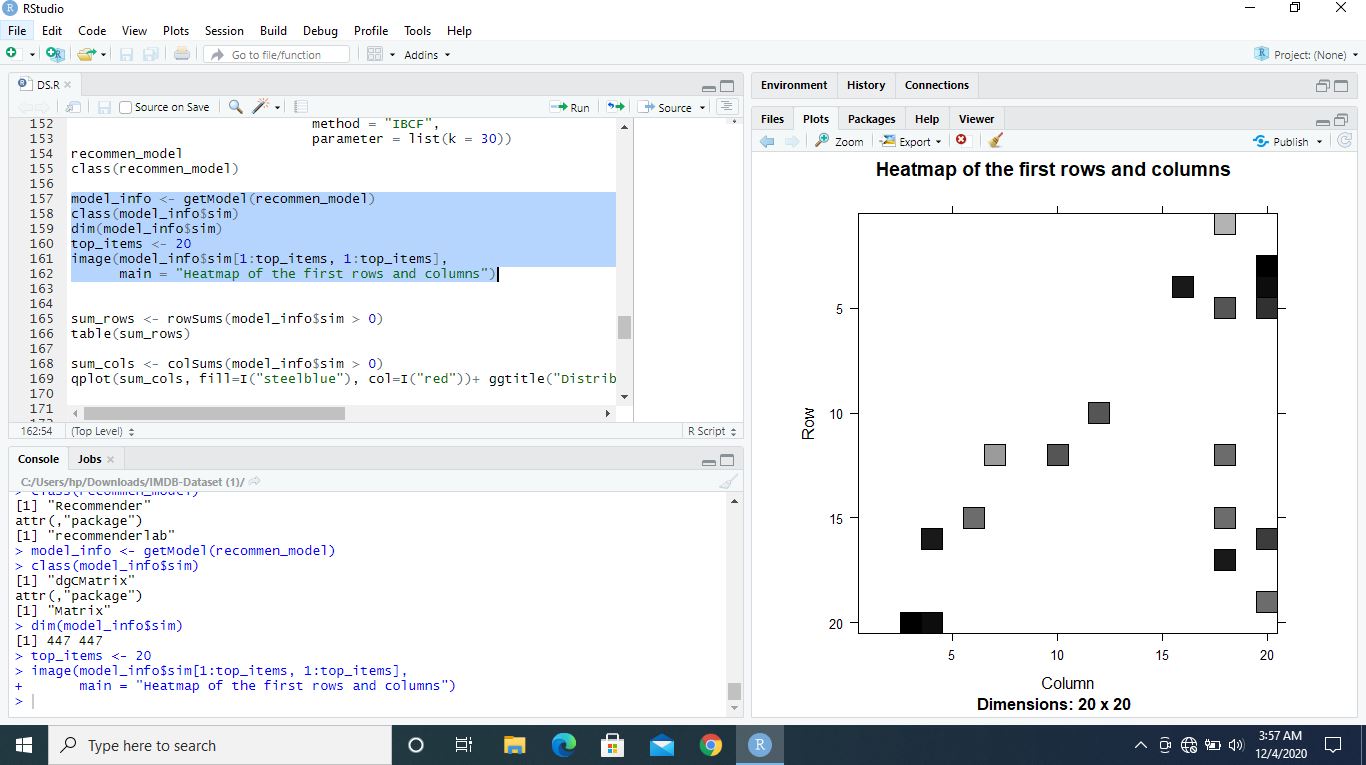 RStudio
File Edit Code View Plots Session Build Debug Profile Tools Help
Go to file/function Addins
Project: (None)
DS.R
Source on Save Run Source
152 method = "IBCF",
153 parameter = list(k = 30))
154 recommen_model
155 class(recommen_model)
156
157 model_info <- getModel(recommen_model)
158 class(model_info$sim)
159 dim(model_info$sim)
160 top_items <- 20
161 image(model_info$sim[1:top_items, 1:top_items],
162 main = "Heatmap of the first rows and columns")
163
164
165 sum_rows <- rowSums(model_info$sim > 0)
166 table(sum_rows)
167
168 sum_cols <- colSums(model_info$sim > 0)
169 qplot(sum_cols, fill=I("steelblue"), col=I("red"))+ ggtitle("Distrib
170
171
162:54 (Top Level) R Script
Console Jobs
C:/Users/hp/Downloads/IMDB-Dataset (1)/
> class(recommen_model)
[1] "Recommender"
attr(,"package")
[1] "recommenderlab"
> model_info <- getModel(recommen_model)
> class(model_info$sim)
[1] "dgCMatrix"
attr(,"package")
[1] "Matrix"
> dim(model_info$sim)
[1] 447 447
> top_items <- 20
> image(model_info$sim[1:top_items, 1:top_items],
+ main = "Heatmap of the first rows and columns")
>
Environment History Connections
Files Plots Packages Help Viewer
Zoom Export Publish
Heatmap of the first rows and columns
Row
5
10
15
20
5 10 15 20
Column
Dimensions: 20 x 20
Type here to search
3:57 AM
12/4/2020